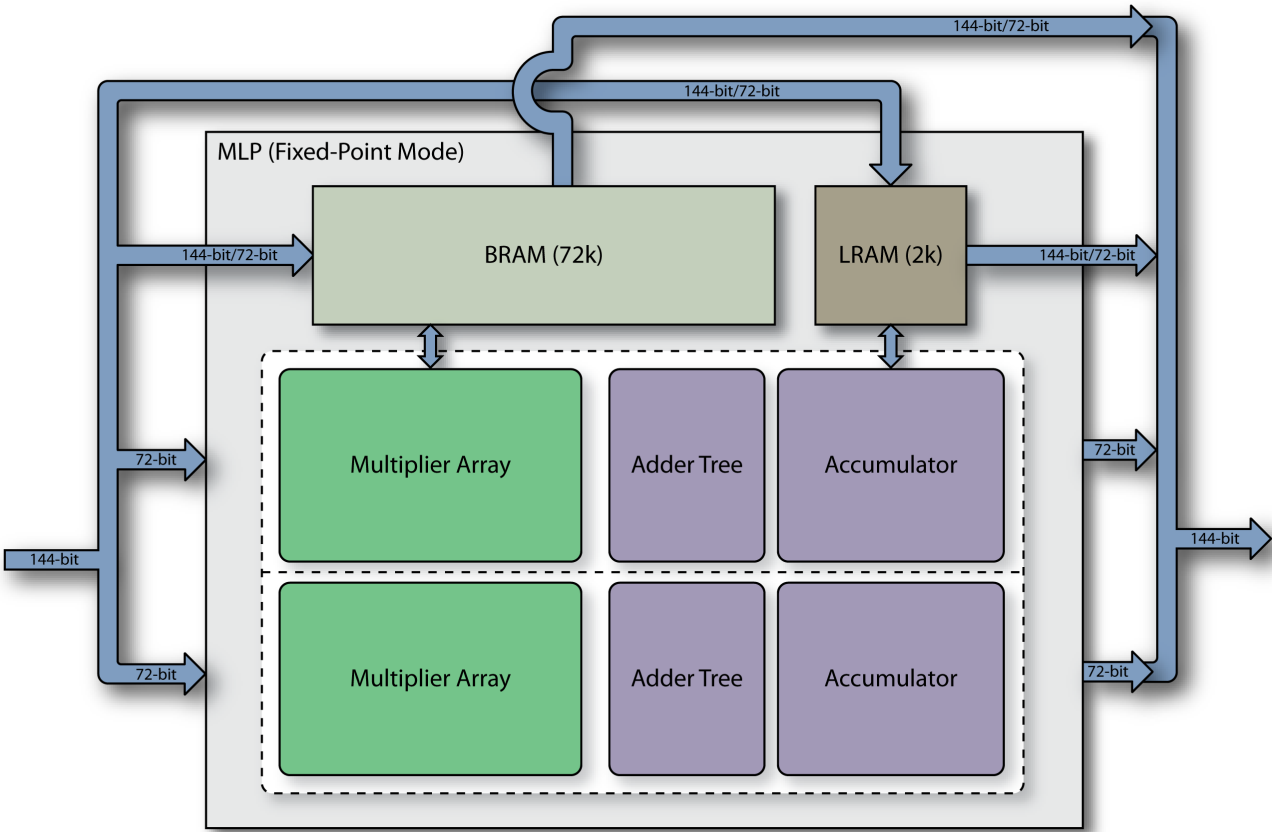 144-bit/72-bit
144-bit/72-bit
MLP (Fixed-Point Mode)
144-bit/72-bit
BRAM (72k)
LRAM (2k)
144-bit/72-bit
72-bit
Multiplier Array
Adder Tree
Accumulator
72-bit
144-bit
144-bit
72-bit
Multiplier Array
Adder Tree
Accumulator
72-bit